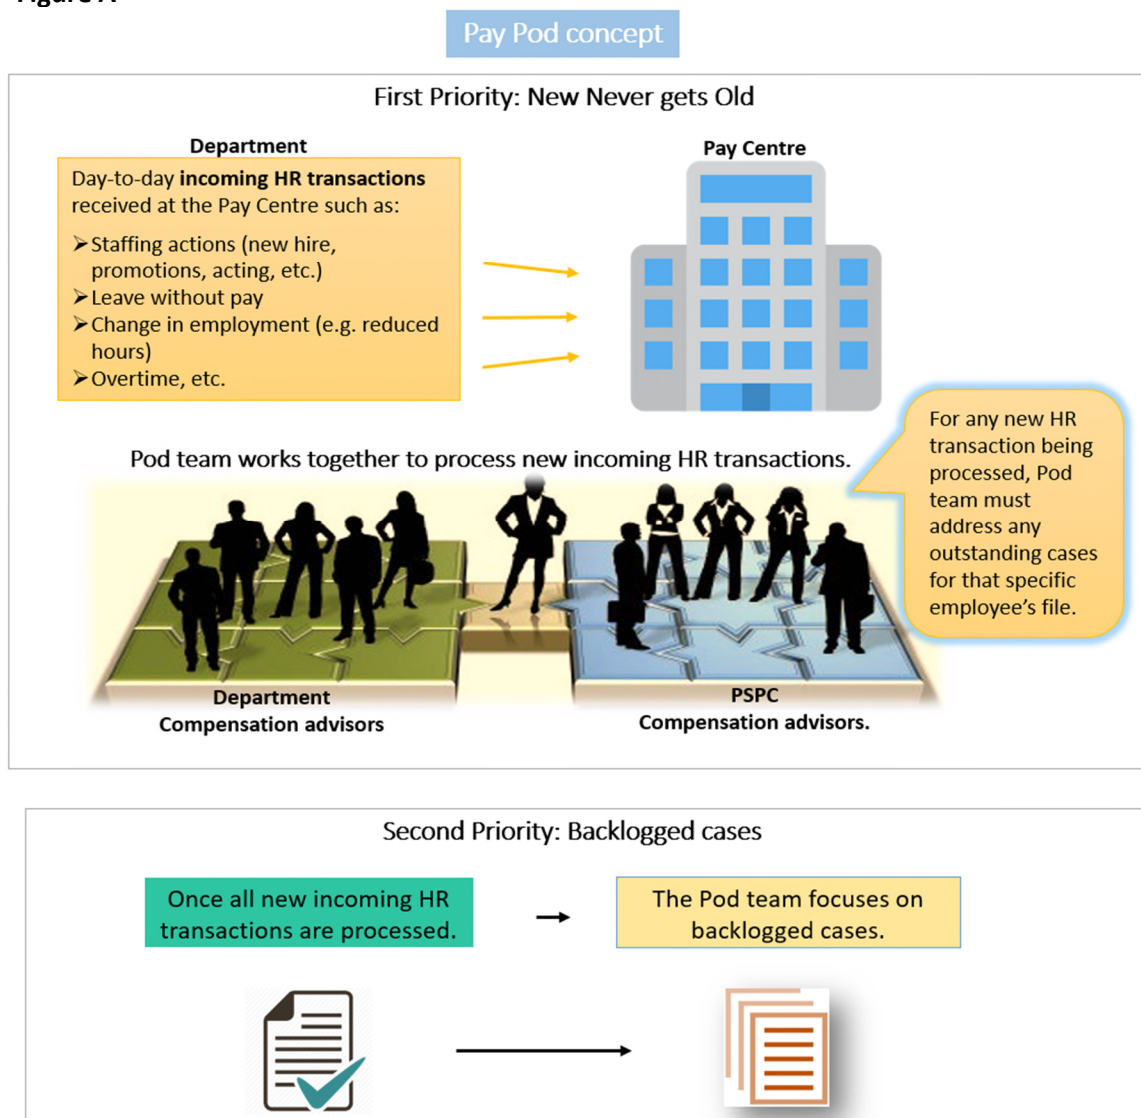 Figure A
Pay Pod concept
First Priority: New Never gets Old
Department
Day-to-day incoming HR transactions
received at the Pay Centre such as:
➢Staffing actions (new hire,
promotions, acting, etc.)
➢Leave without pay
➢Change in employment (e.g. reduced
hours)
➢Overtime, etc.
Pay Centre
For any new HR
transaction being
processed, Pod
team must
address any
outstanding cases
for that specific
employee's file.
Pod team works together to process new incoming HR transactions.
Department
Compensation advisors
PSPC
Compensation advisors.
Second Priority: Backlogged cases
Once all new incoming HR
transactions are processed.
The Pod team focuses on
backlogged cases.